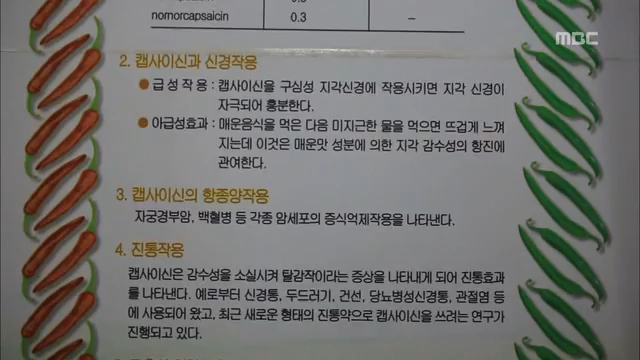 nornorcapsaicin 0.3 –
MBC
2. 캡사이신과 신경작용
● 급성작용 : 캡사이신을 구심성 지각신경에 작용시키면 지각 신경이
자극되어 흥분한다.
● 아급성효과 : 매운음식을 먹은 다음 미지근한 물을 먹으면 뜨겁게 느껴
지는데 이것은 매운맛 성분에 의한 지각 감수성의 항진에
관여한다.
3. 캡사이신의 항종양작용
자궁경부암, 백혈병 등 각종 암세포의 증식억제작용을 나타낸다.
4. 진통작용
캡사이신은 감수성을 소실시켜 탈감작이라는 증상을 나타내게 되어 진통효과
를 나타낸다. 예로부터 신경통, 두드러기, 건선, 당뇨병성신경통, 관절염 등
에 사용되어 왔고, 최근 새로운 형태의 진통약으로 캡사이신을 쓰려는 연구가
진행되고 있다.